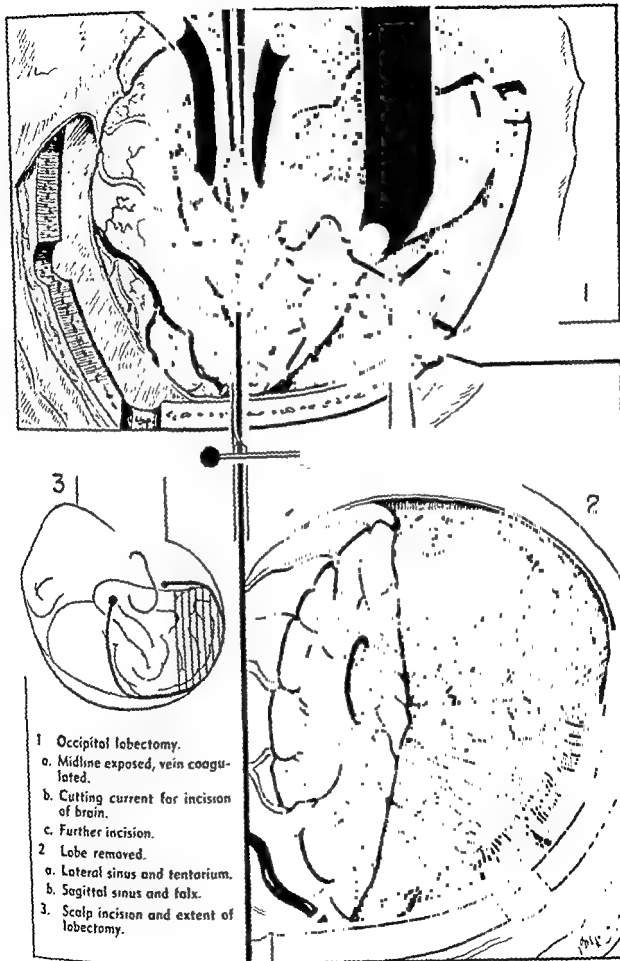 1
3
2
1 Occipital lobectomy.
a. Midline exposed, vein coagu-
lated.
b. Cutting current for incision
of brain.
c. Further incision.
2 Lobe removed.
a. Lateral sinus and tentorium.
b. Sagittal sinus and falx.
3. Scalp incision and extent of
lobectomy.